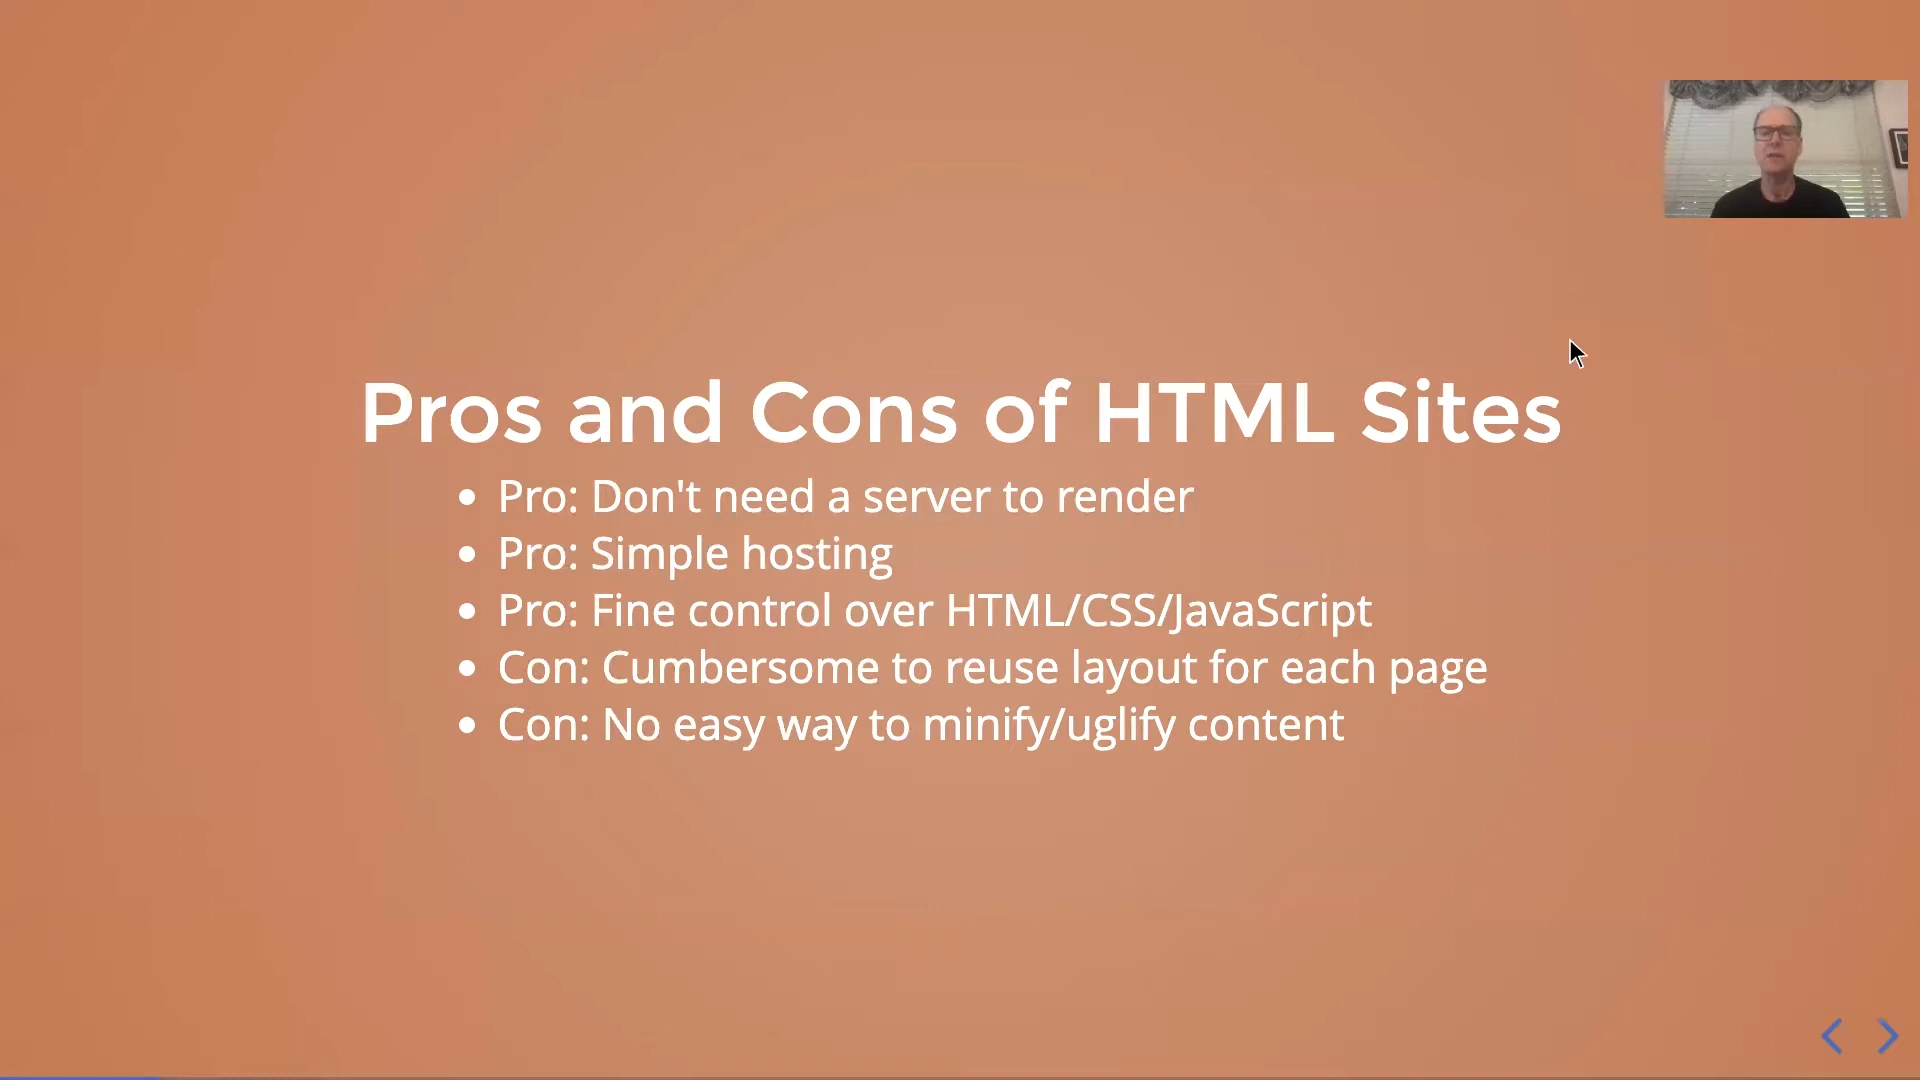 Pros and Cons of HTML Sites
Pro: Don't need a server to render
Pro: Simple hosting
Pro: Fine control over HTML/CSS/JavaScript
Con: Cumbersome to reuse layout for each page
Con: No easy way to minify/uglify content